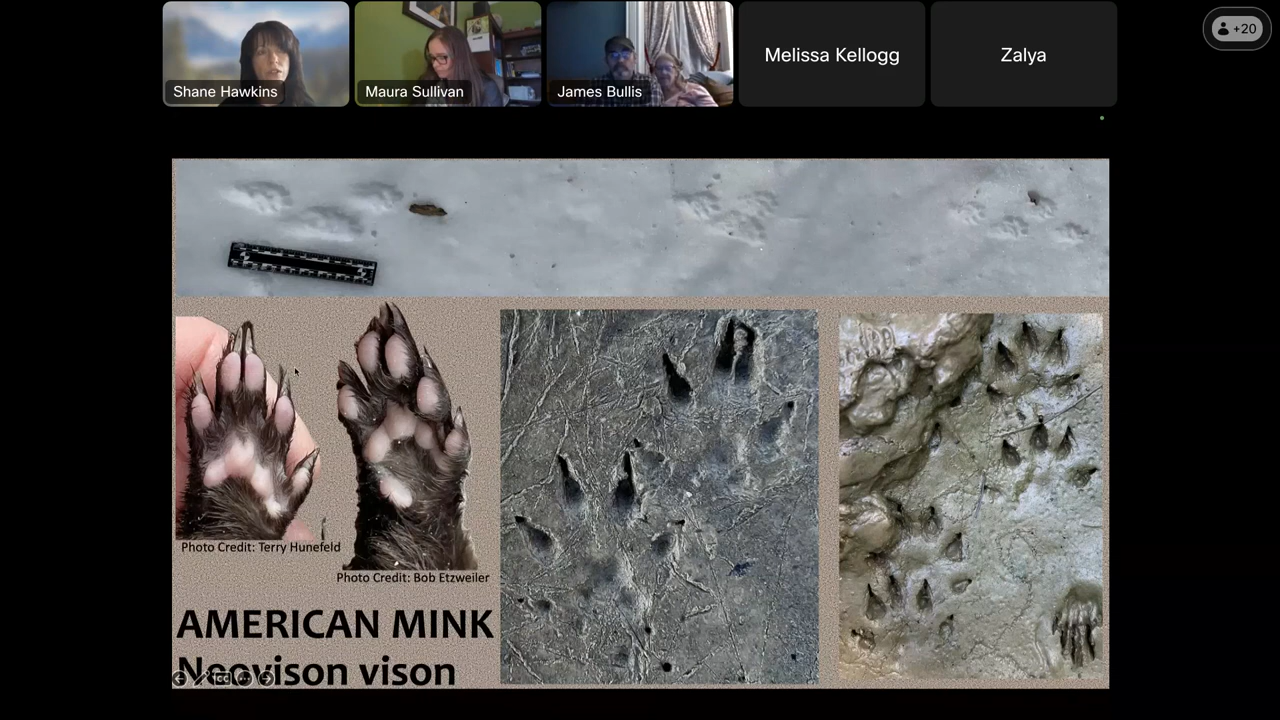 Shane Hawkins
Maura Sullivan
James Bullis
Melissa Kellogg
Zalya
+20
Photo Credit: Terry Hunefeld
Photo Credit: Bob Etzweiler
AMERICAN MINK
Neovison vison